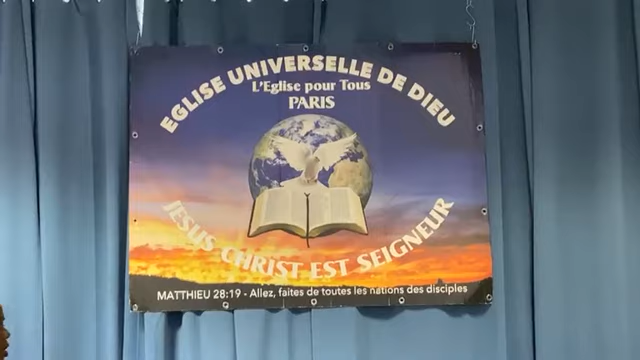 EGLISE UNIVERSELLE DE DIEU
L'Eglise pour Tous
PARIS
JESUS CHRIST EST SEIGNEUR
MATTHIEU 28:19 - Allez, faites de toutes les nations des disciples